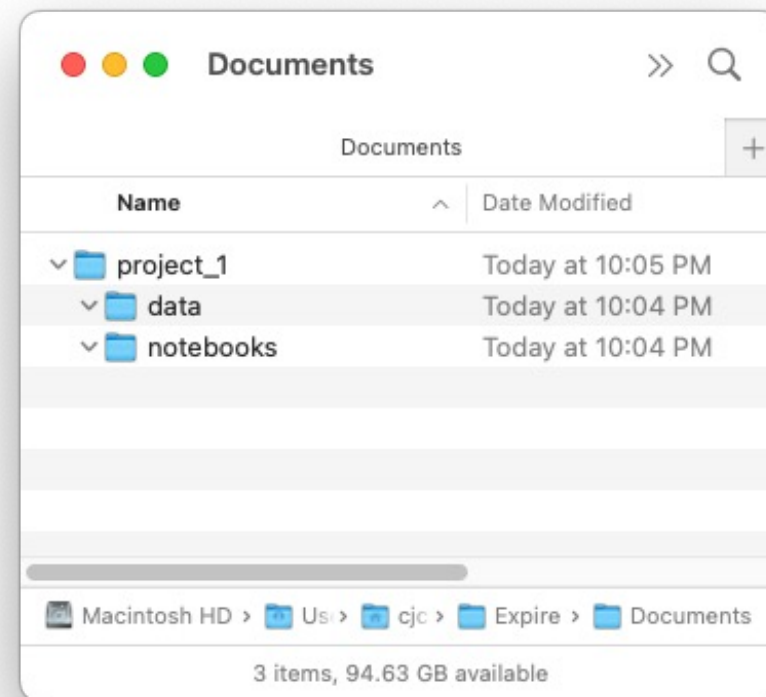 Documents
Documents +
Name Date Modified
project_1 Today at 10:05 PM
data Today at 10:04 PM
notebooks Today at 10:04 PM
Macintosh HD › Us › cjc › Expire › Documents
3 items, 94.63 GB available